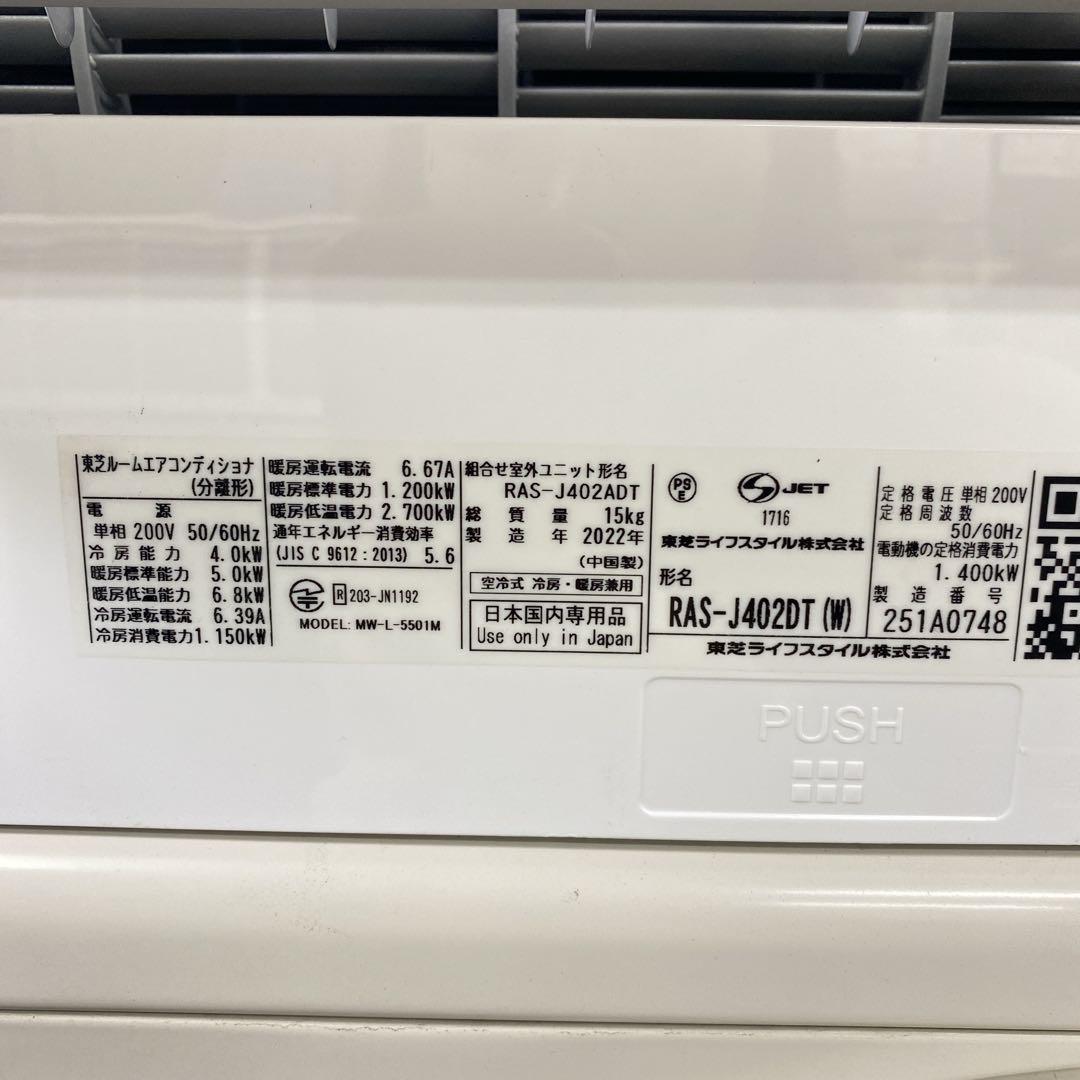 東芝ルームエアコンディショナ
(分離形)
電源
単相 200V 50/60Hz
冷房能力 4.0kW
暖房標準能力 5.0kW
暖房低温能力 6.8kW
冷房運転電流 6.39A
冷房消費電力 1.150kW
暖房運転電流 6.67A
暖房標準電力 1.200kW
暖房低温電力 2.700kW
通年エネルギー消費効率
(JIS C 9612:2013) 5.6
R 203-JN1192
MODEL: MW-L-5501M
組合せ室外ユニット形名
RAS-J402ADT
総質量 15kg
製造年 2022年
(中国製)
空冷式 冷房・暖房兼用
日本国内専用品
Use only in Japan
PS
E
JET
1716
東芝ライフスタイル株式会社
形名
RAS-J402DT(W)
定格電圧 単相200V
定格周波数
50/60Hz
電動機の定格消費電力
1.400kW
製造番号
251A0748
東芝ライフスタイル株式会社
PUSH